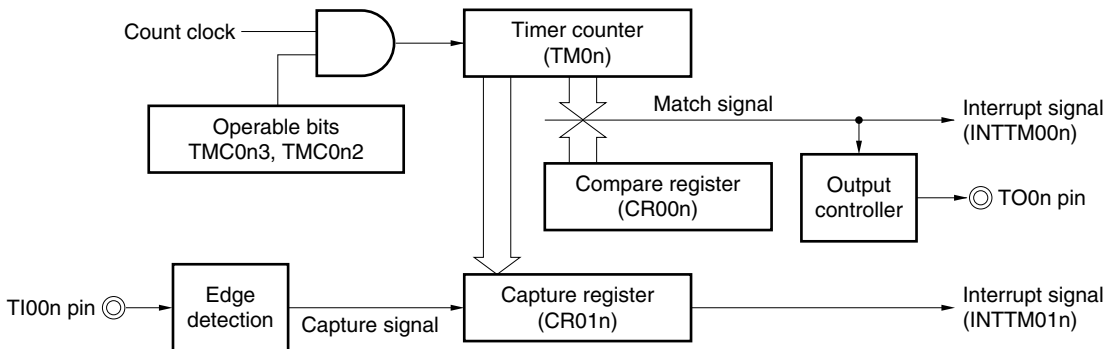 Count clock
Timer counter
(TM0n)
Operable bits
TMC0n3, TMC0n2
Match signal
Interrupt signal
(INTTM00n)
Compare register
(CR00n)
Output
controller
TO0n pin
TI00n pin
Edge
detection
Capture signal
Capture register
(CR01n)
Interrupt signal
(INTTM01n)